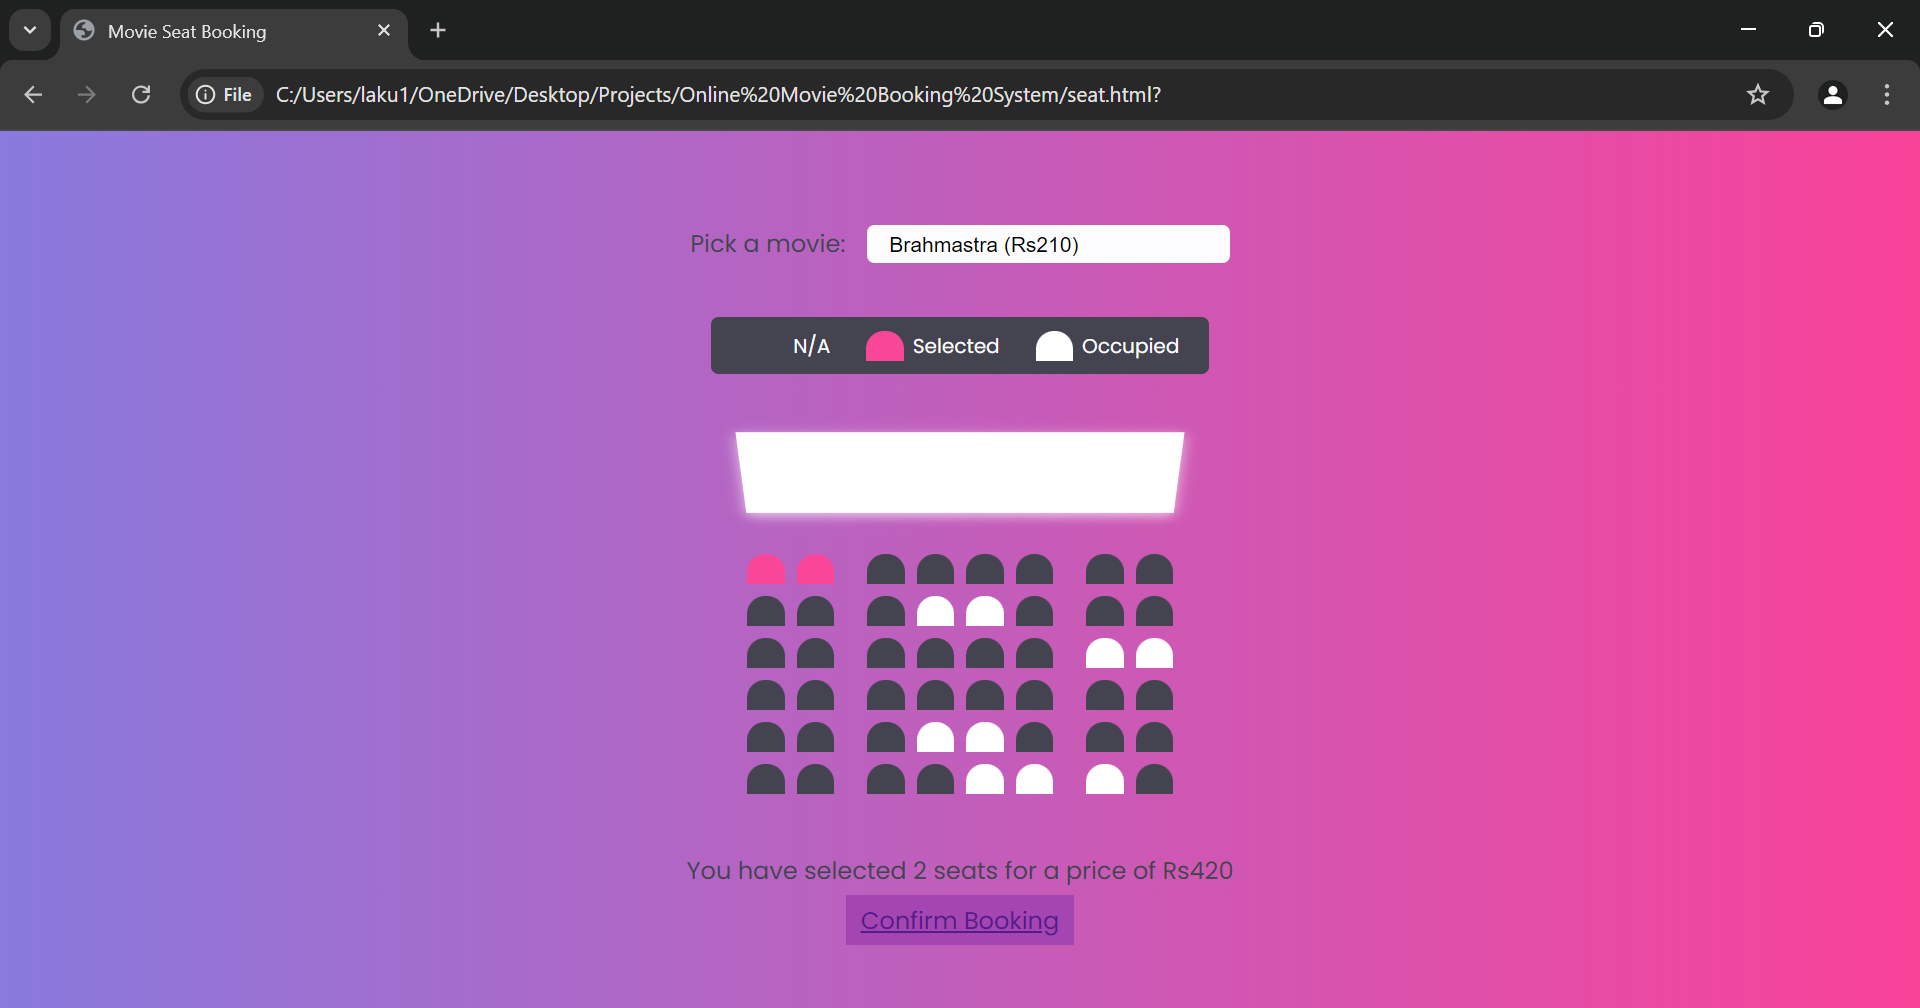 Movie Seat Booking
File C:/Users/laku1/OneDrive/Desktop/Projects/Online%20Movie%20Booking%20System/seat.html?
Pick a movie: Brahmastra (Rs210)
N/A Selected Occupied
You have selected 2 seats for a price of Rs420
Confirm Booking